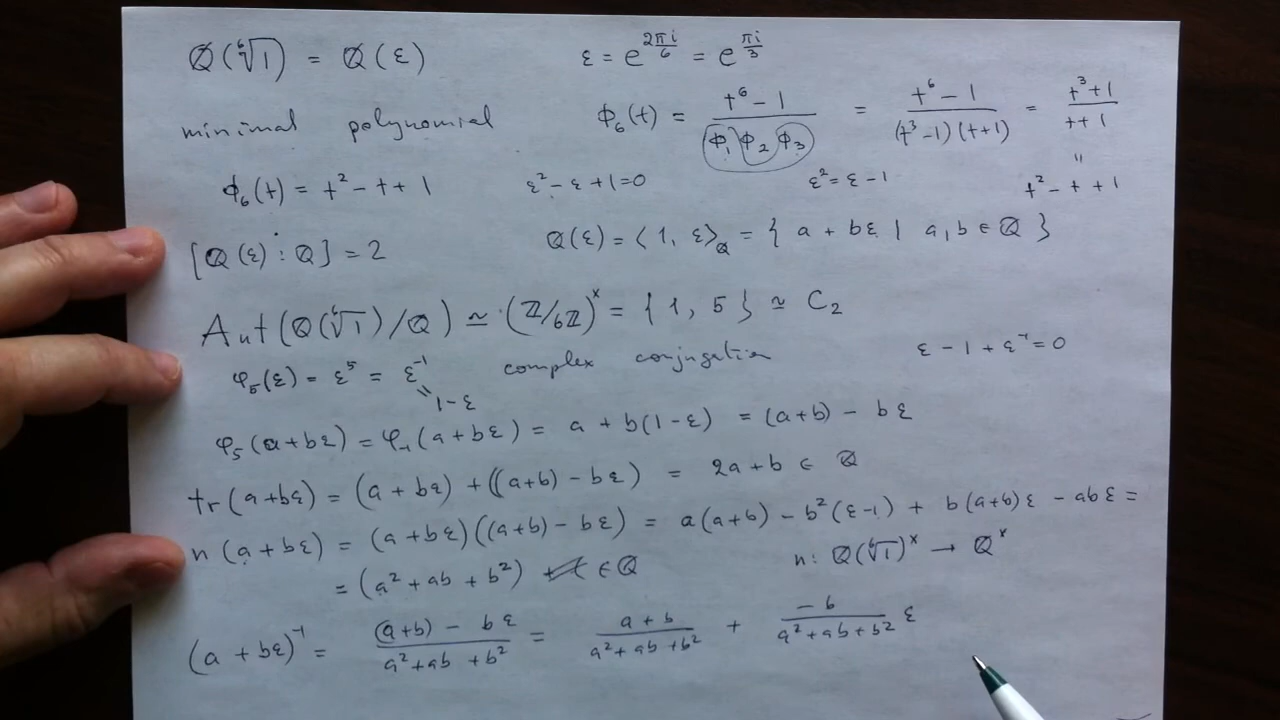 ℚ(⁶√1) = ℚ(ε) ε = e^{2πi/6} = e^{πi/3}
minimal polynomial ϕ₆(t) = (t⁶ - 1)/(ϕ₁ ϕ₂ ϕ₃) = (t⁶ - 1)/((t³ - 1)(t + 1)) = (t³ + 1)/(t + 1)
ϕ₆(t) = t² - t + 1 ε² - ε + 1 = 0 ε² = ε - 1 = t² - t + 1
[ℚ(ε) : ℚ] = 2 ℚ(ε) = ⟨1, ε⟩_ℚ = { a + bε | a, b ∈ ℚ }
Aut(ℚ(⁶√1)/ℚ) ≃ (ℤ/6ℤ)^× = { 1, 5 } ≃ C₂
φ₅(ε) = ε⁵ = ε⁻¹ complex conjugation ε - 1 + ε⁻¹ = 0
= 1 - ε
φ₅(a + bε) = φ₋₁(a + bε) = a + b(1 - ε) = (a + b) - bε
tr(a + bε) = (a + bε) + ((a + b) - bε) = 2a + b ∈ ℚ
n(a + bε) = (a + bε)((a + b) - bε) = a(a + b) - b²(ε - 1) + b(a + b)ε - abε =
= (a² + ab + b²) ∈ ℚ n: ℚ(⁶√1)^× → ℚ^×
(a + bε)⁻¹ = ((a + b) - bε)/(a² + ab + b²) = (a + b)/(a² + ab + b²) + (-b)/(a² + ab + b²) ε